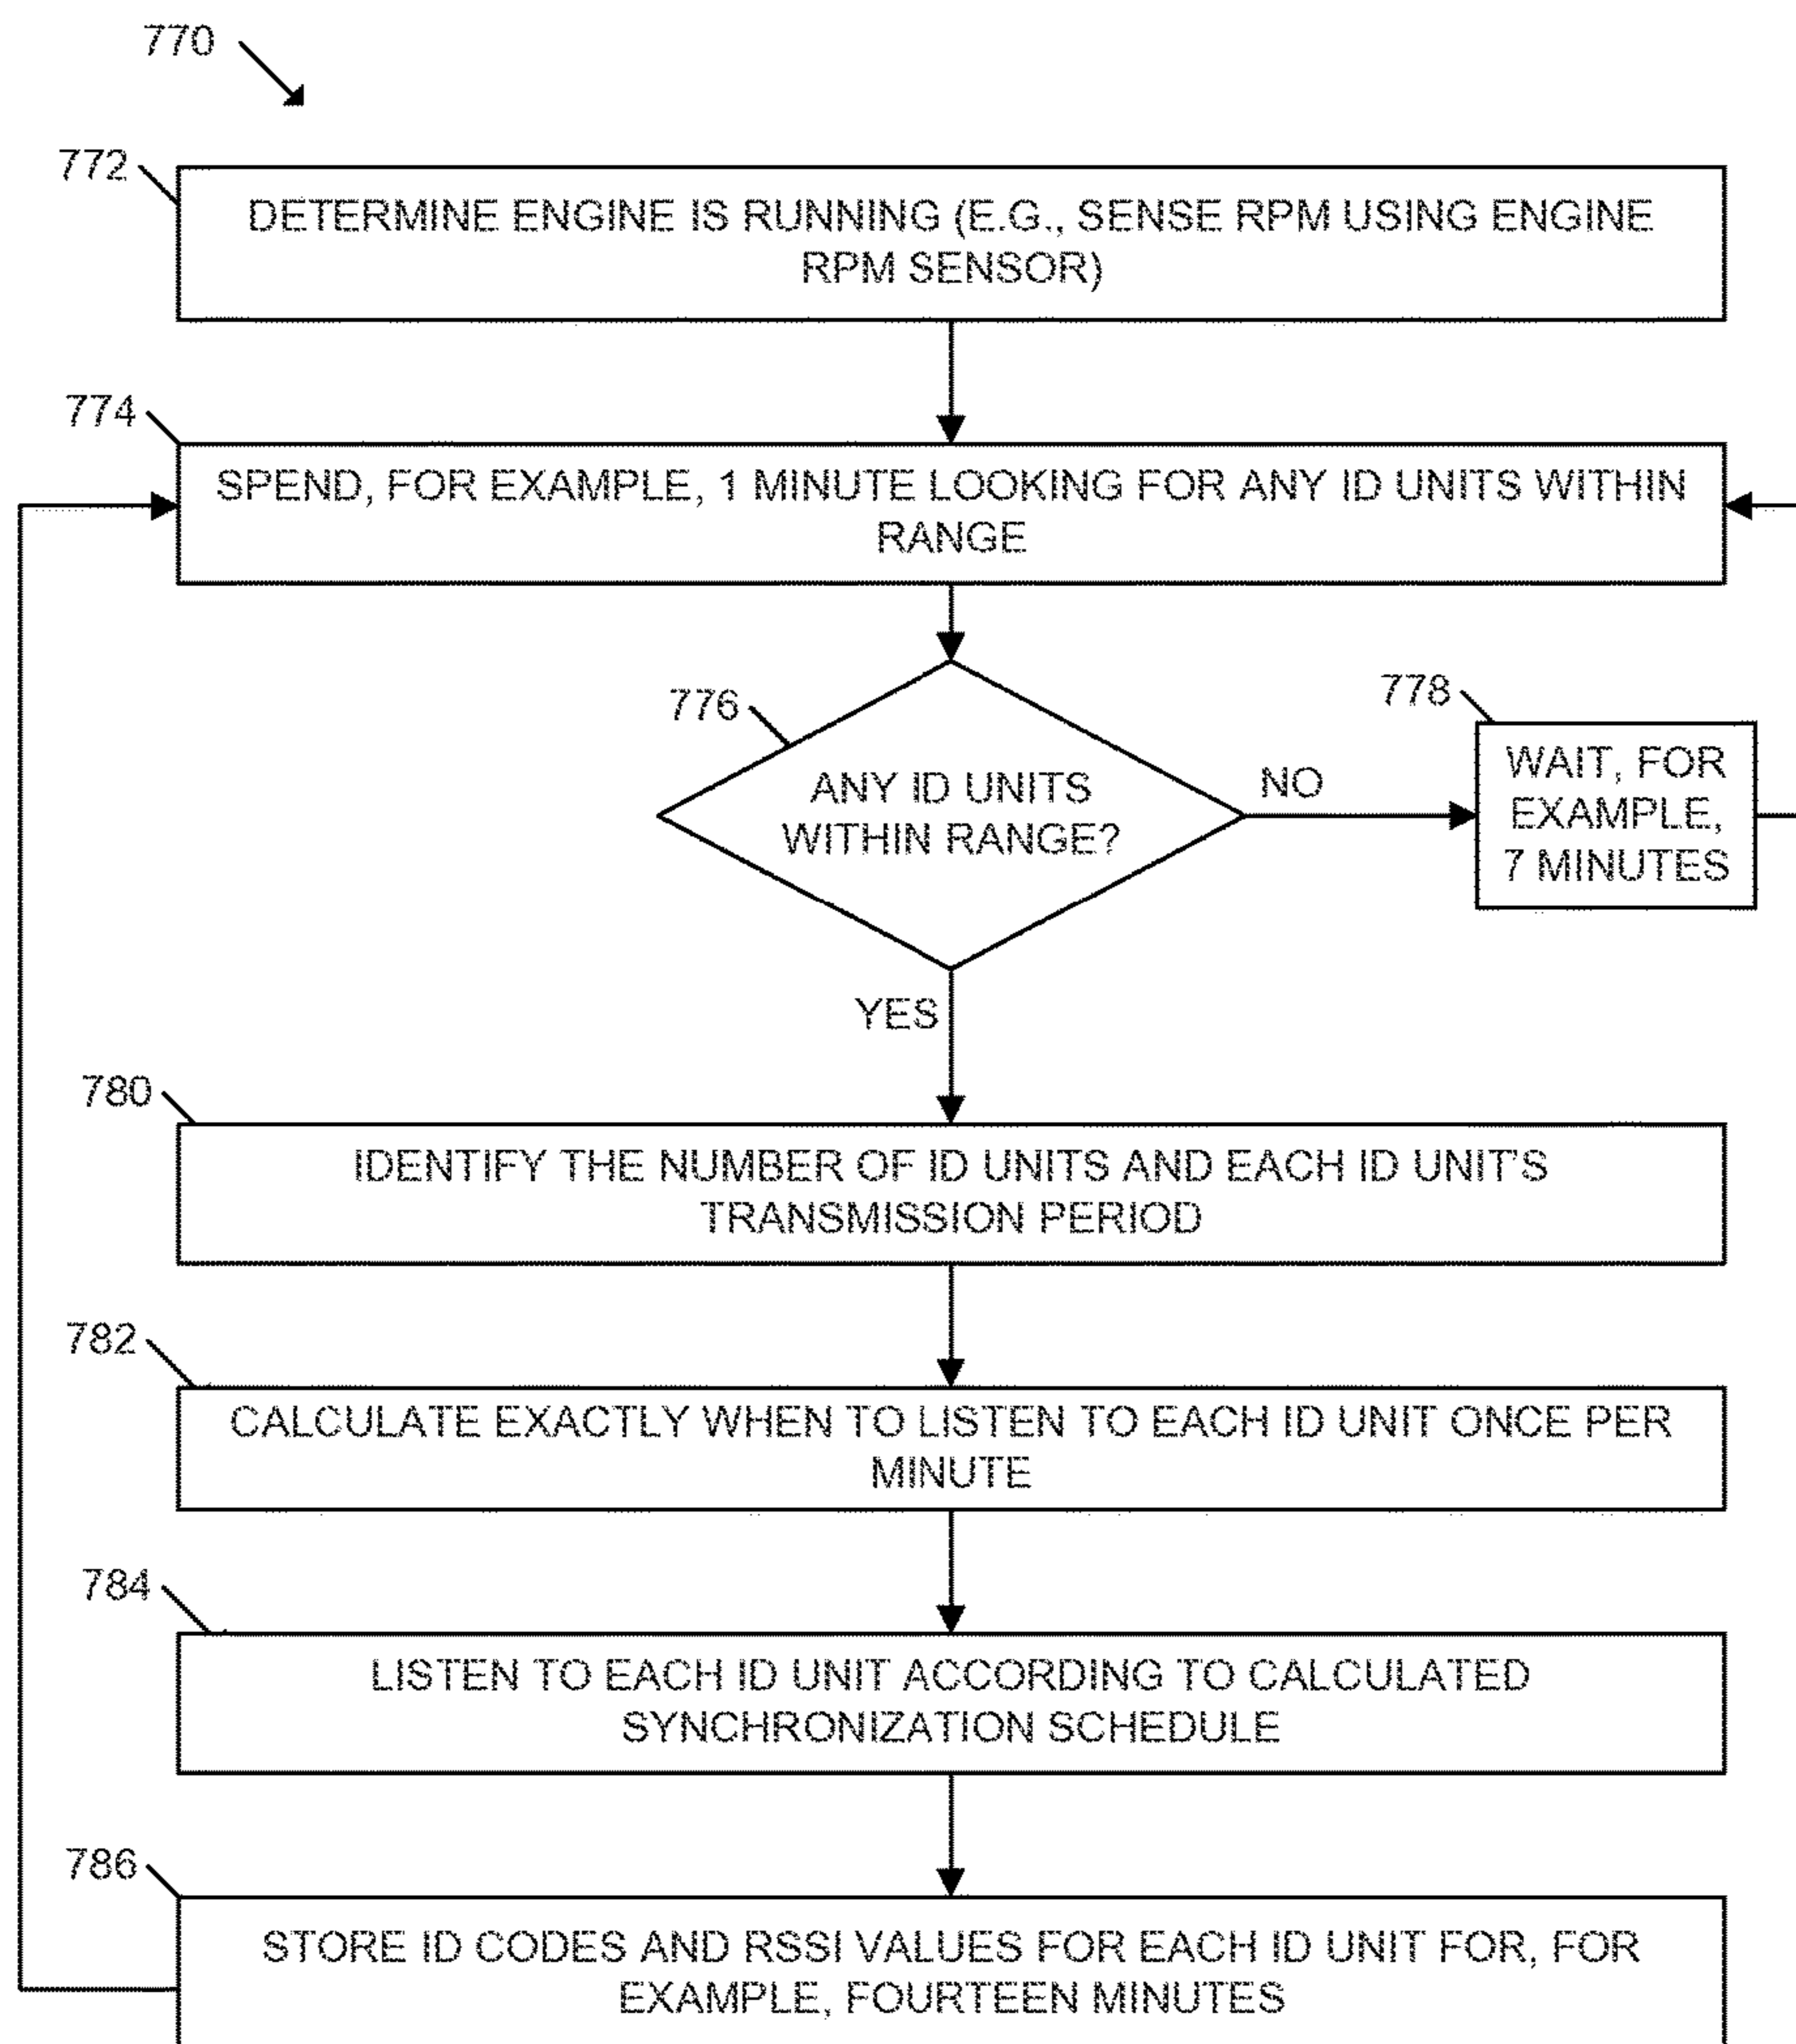 770
772
DETERMINE ENGINE IS RUNNING (E.G., SENSE RPM USING ENGINE
RPM SENSOR)
774
SPEND, FOR EXAMPLE, 1 MINUTE LOOKING FOR ANY ID UNITS WITHIN
RANGE
776
ANY ID UNITS
WITHIN RANGE?
NO
778
WAIT, FOR
EXAMPLE,
7 MINUTES
YES
780
IDENTIFY THE NUMBER OF ID UNITS AND EACH ID UNIT'S
TRANSMISSION PERIOD
782
CALCULATE EXACTLY WHEN TO LISTEN TO EACH ID UNIT ONCE PER
MINUTE
784
LISTEN TO EACH ID UNIT ACCORDING TO CALCULATED
SYNCHRONIZATION SCHEDULE
786
STORE ID CODES AND RSSI VALUES FOR EACH ID UNIT FOR, FOR
EXAMPLE, FOURTEEN MINUTES